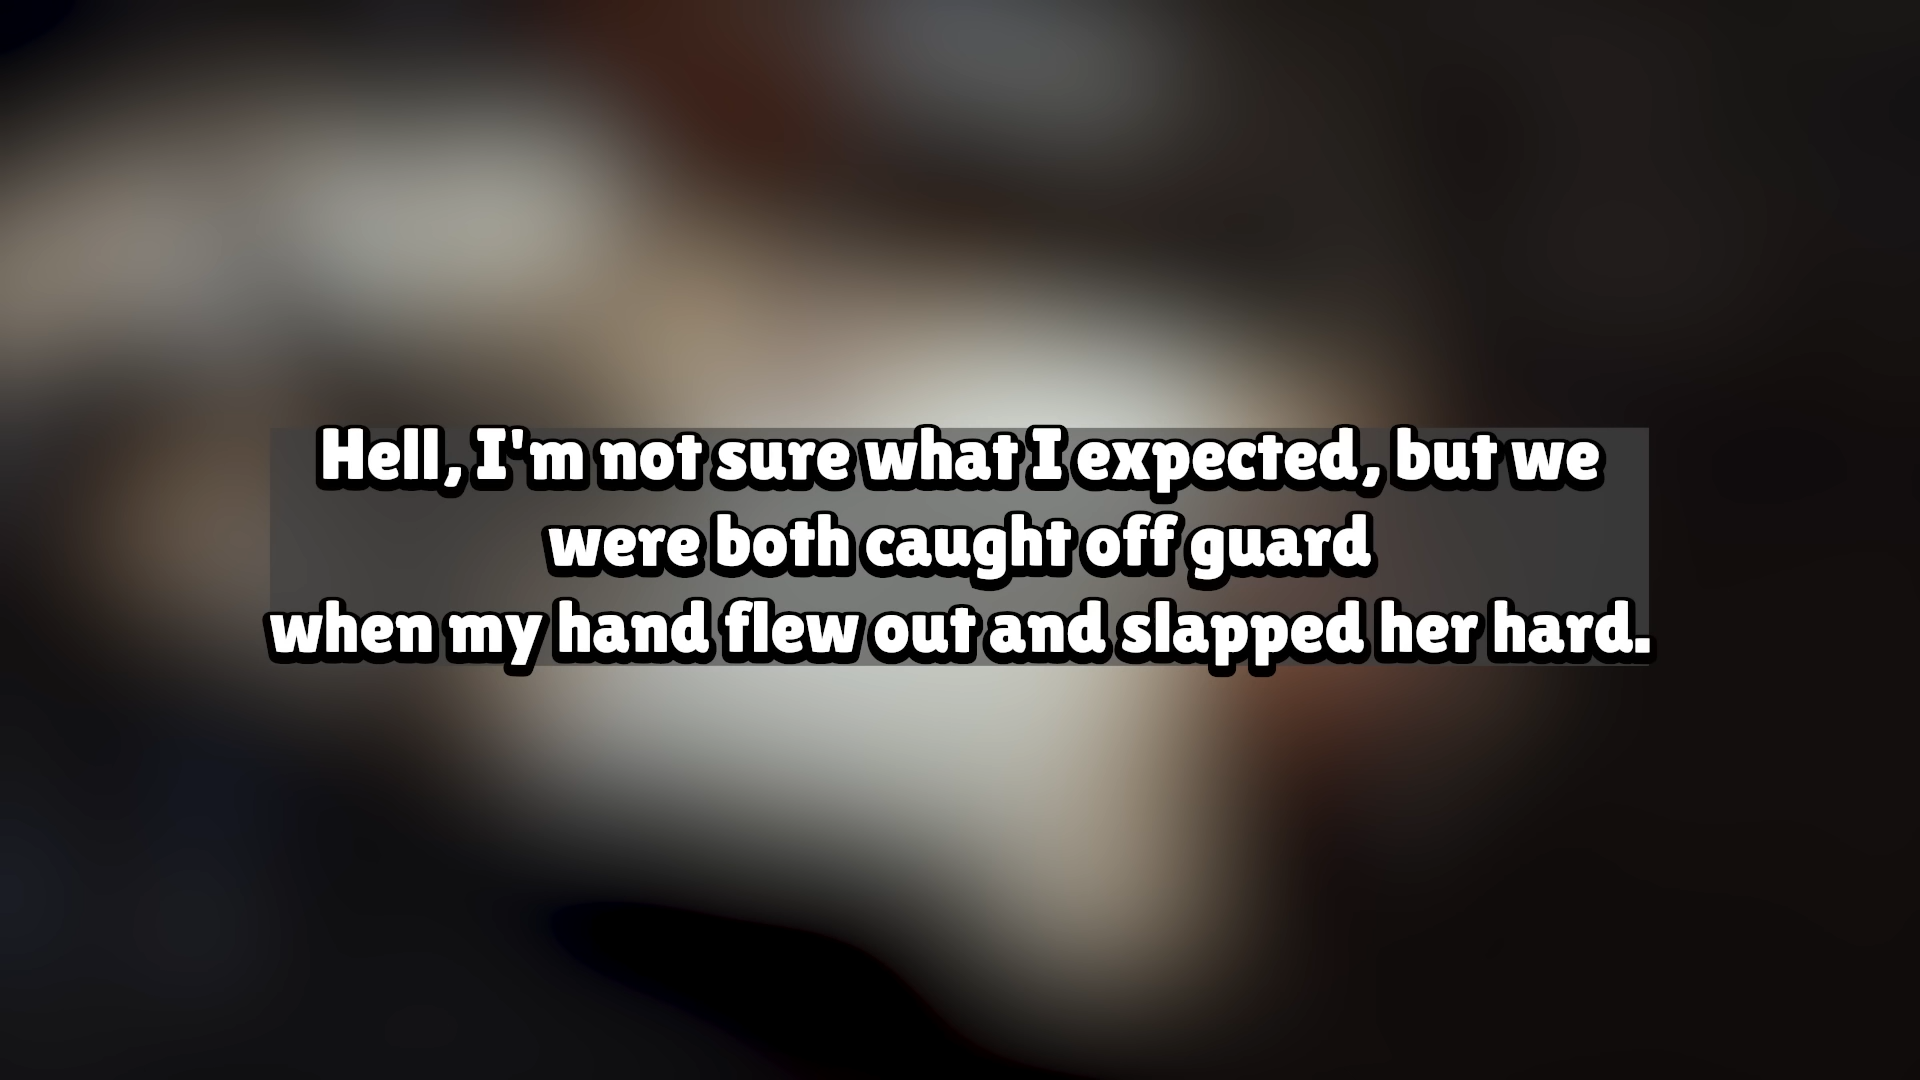 Hell, I'm not sure what I expected, but we
were both caught off guard
when my hand flew out and slapped her hard.